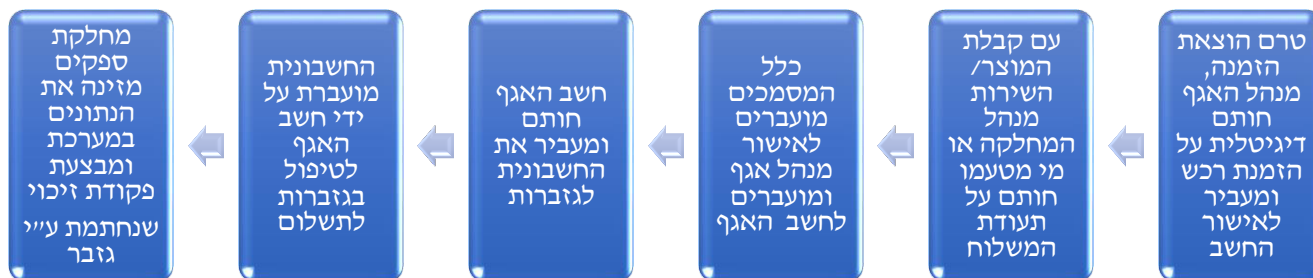 טרם הוצאת
הזמנה,
מנהל האגף
חותם
דיגיטלית על
הזמנת רכש
ומעביר
לאישור
החשב
עם קבלת
המוצר/
השירות
מנהל
המחלקה או
מי מטעמו
חותם על
תעודת
המשלוח
כלל
המסמכים
מועברים
לאישור
מנהל אגף
ומועברים
לחשב האגף
חשב האגף
חותם
ומעביר את
החשבונית
לגזברות
החשבונית
מועברת על
ידי חשב
האגף
לטיפול
בגזברות
לתשלום
מחלקת
ספקים
מזינה את
הנתונים
במערכת
ומבצעת
פקודת זיכוי
שנחתמת ע״י
גזבר